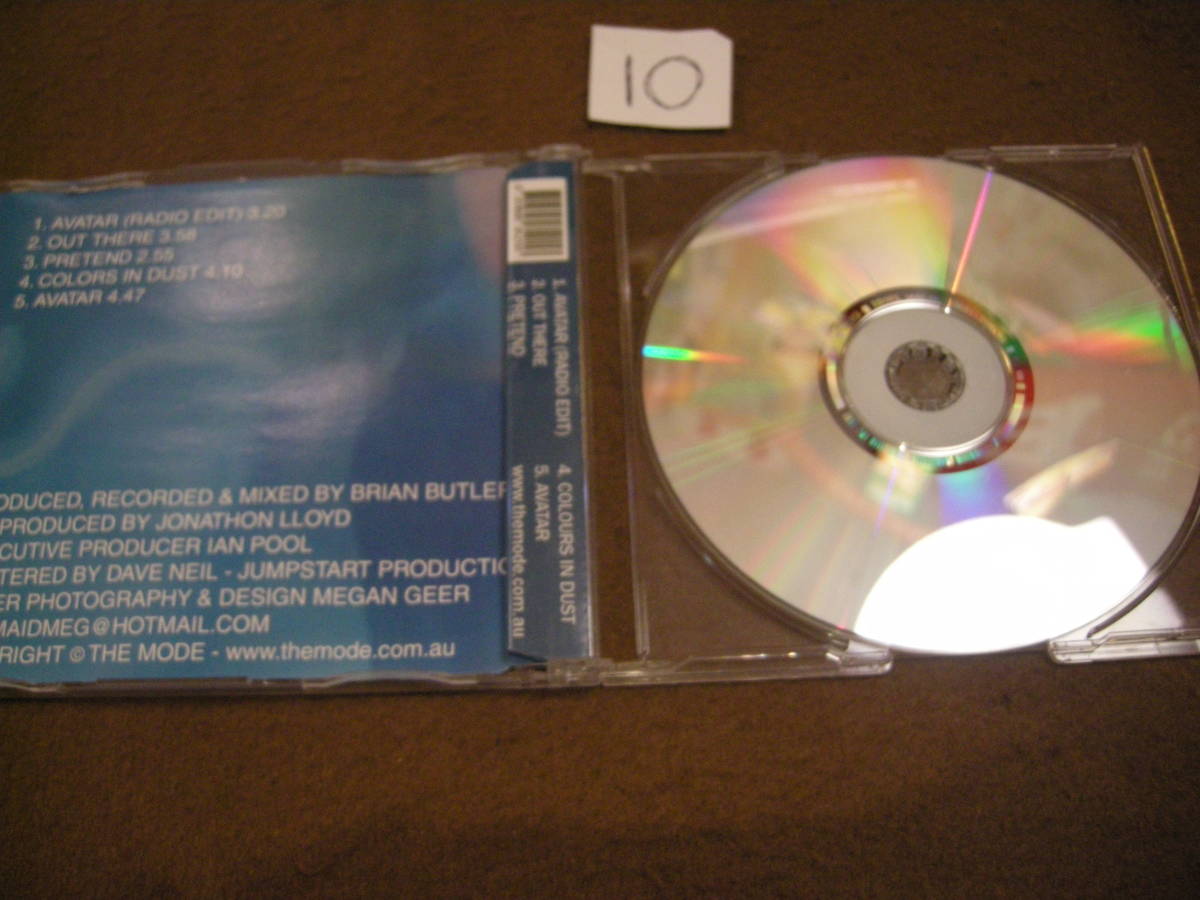 10
1. AVATAR (RADIO EDIT) 3.20
2. OUT THERE 3.58
3. PRETEND 2.55
4. COLORS IN DUST 4.10
5. AVATAR 4.47
ODUCED, RECORDED & MIXED BY BRIAN BUTLER
PRODUCED BY JONATHON LLOYD
CUTIVE PRODUCER IAN POOL
TERED BY DAVE NEIL - JUMPSTART PRODUCTIO
ER PHOTOGRAPHY & DESIGN MEGAN GEER
MAIDMEG@HOTMAIL.COM
RIGHT © THE MODE - www.themode.com.au
1. AVATAR (RADIO EDIT)
2. OUT THERE
3. PRETEND
4. COLOURS IN DUST
5. AVATAR
www.themode.com.au